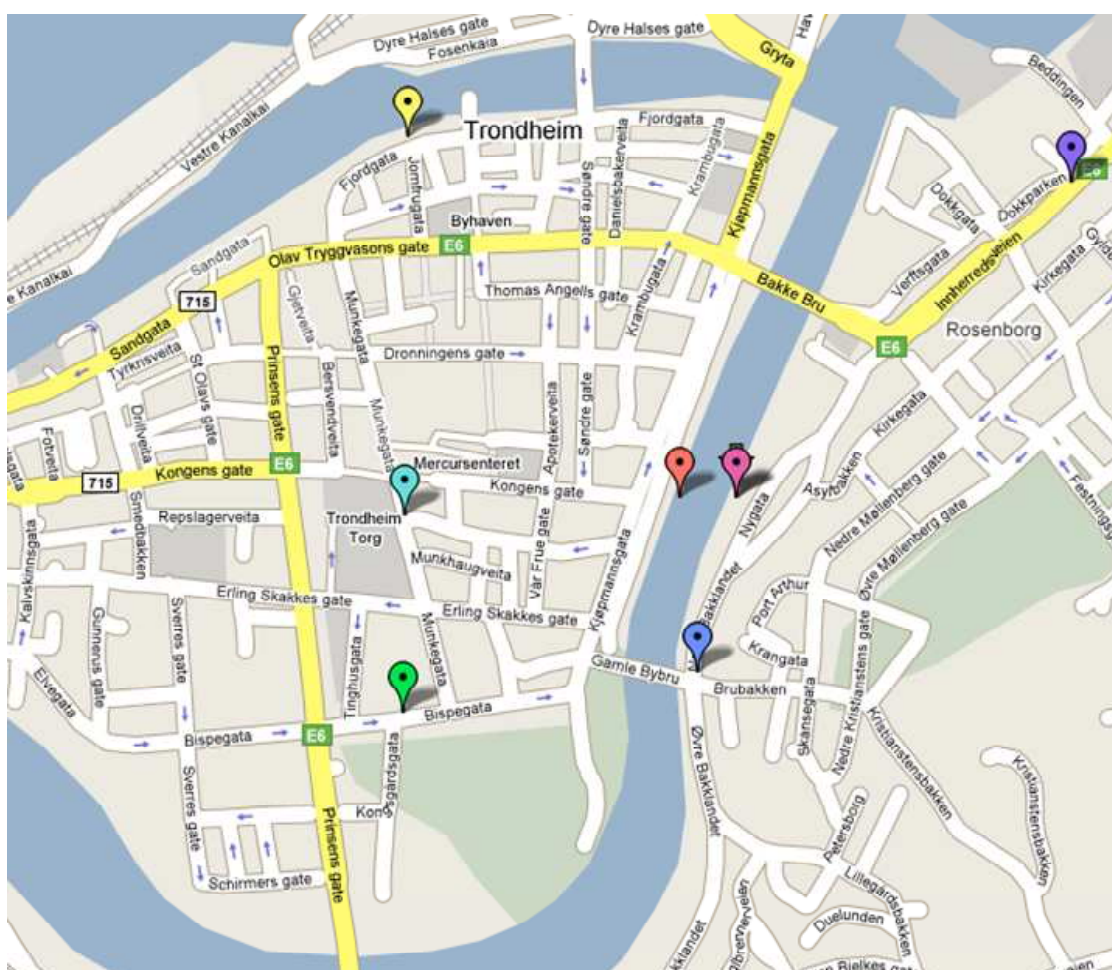 Dyre Halses gate
Dyre Halses gate
Fosenkaia
Gryta
Beddingen
Vestre Kanalkai
Trondheim
Fjordgata
Fjordgata
Krambugata
Jomfrugata
Søndre gate
Danielsbakerveita
Kjøpmannsgata
Dokkparken
E6
Dokkgata
Byhaven
Sandgata
Olav Tryggvasons gate
E6
Kirkegata
Verftsgata
Innherredsveien
Bakke Bru
Thomas Angells gate
Krambugata
715
Gjetveita
Munkegata
Sandgata
Rosenborg
E6
Tyrkrisveita
St Olavs gate
Prinsens gate
Bersvendveita
Dronningens gate
Drillveita
Fotveita
Munkegata
Apotekerveita
Søndre gate
Kirkegata
715
Kongens gate
E6
Mercursenteret
Kongens gate
Asylbakken
Nedre Møllenberg gate
Øvre Møllenberg gate
Smedbakken
Repslagerveita
Trondheim
Torg
Nygata
Munkhaugveita
Vår Frue gate
Kjøpmannsgata
Kalvskinnsgata
Erling Skakkes gate
Erling Skakkes gate
Port Arthur
Gunnerus gate
Sverres gate
Tinghusgata
Munkegata
Krangata
Gamle Bybru
Brubakken
Elvegata
Bispegata
E6
Bispegata
Skansegata
Nedre Kristianstens gate
Kristianstensbakken
Øvre Bakklandet
Sverres gate
Prinsens gate
Petersborg
Kristianstensbakken
Schirmers gate
Lillegårdsbakken
Duelunden
Bakklandet